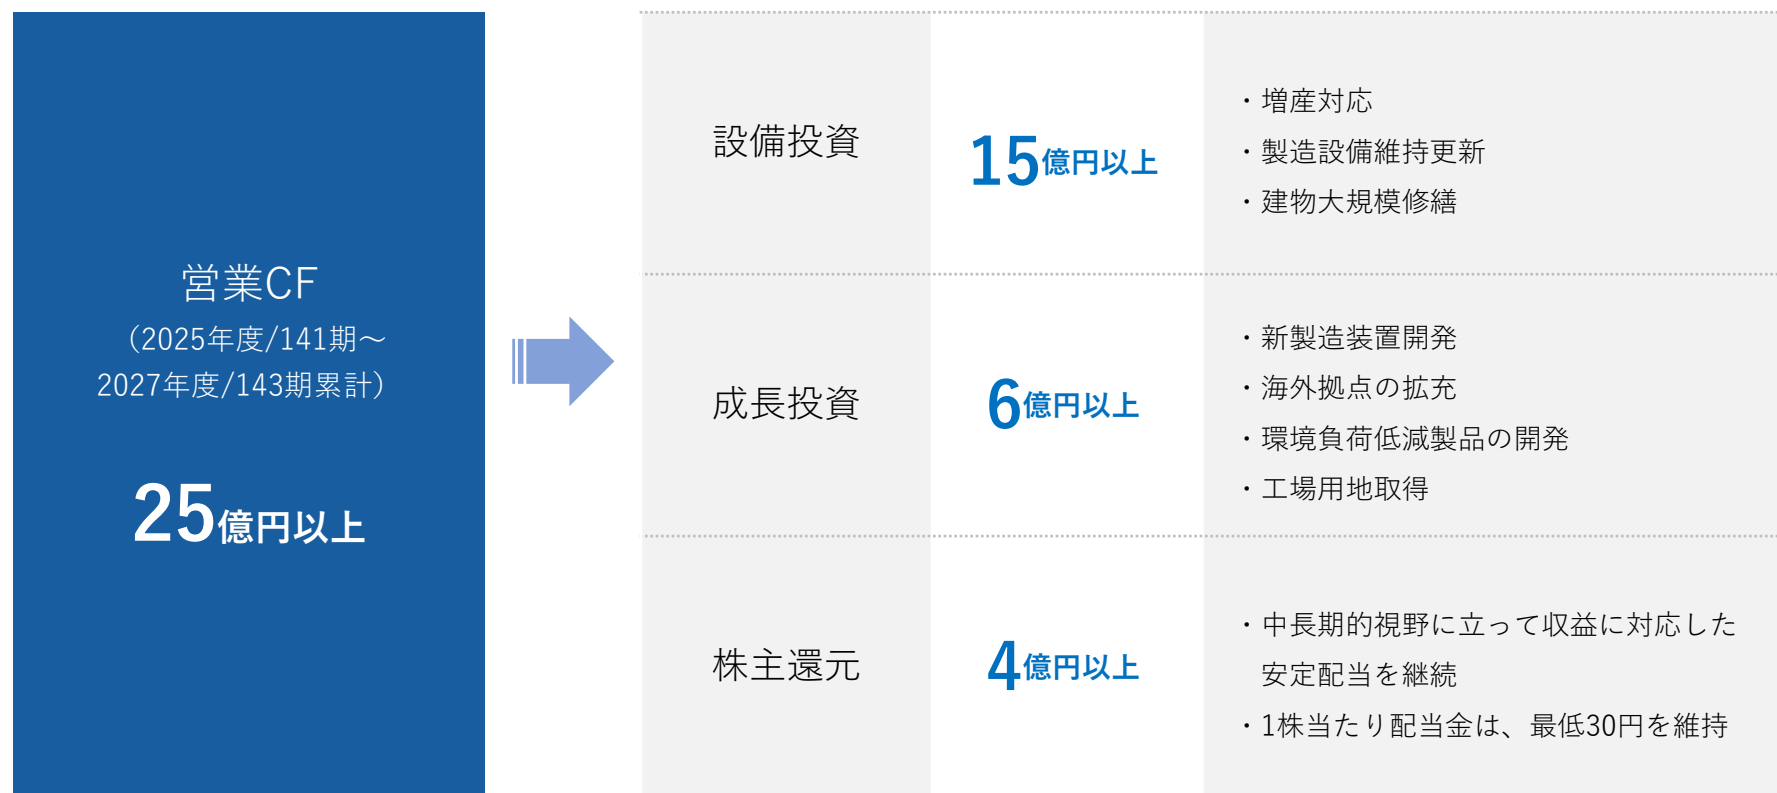 営業CF
（2025年度/141期～
2027年度/143期累計）
25億円以上
設備投資
15億円以上
・増産対応
・製造設備維持更新
・建物大規模修繕
成長投資
6億円以上
・新製造装置開発
・海外拠点の拡充
・環境負荷低減製品の開発
・工場用地取得
株主還元
4億円以上
・中長期的視野に立って収益に対応した
安定配当を継続
・1株当たり配当金は、最低30円を維持